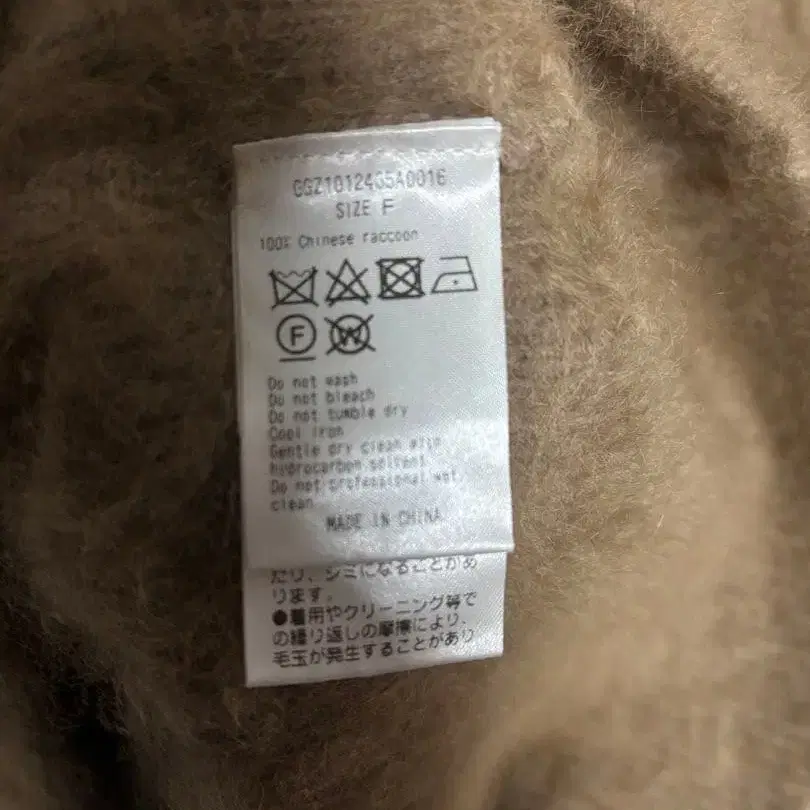 GGZ1012405A0016
SIZE F
100% Chinese raccoon
F
W
Do not wash
Do not bleach
Do not tumble dry
Cool iron
Gentle dry clean with
hydrocarbon solvent
Do not professional wet
clean
MADE IN CHINA
たり、シミになることがあ
ります。
●着用やクリーニング等で
の繰り返しの摩擦により、
毛玉が発生することがあり